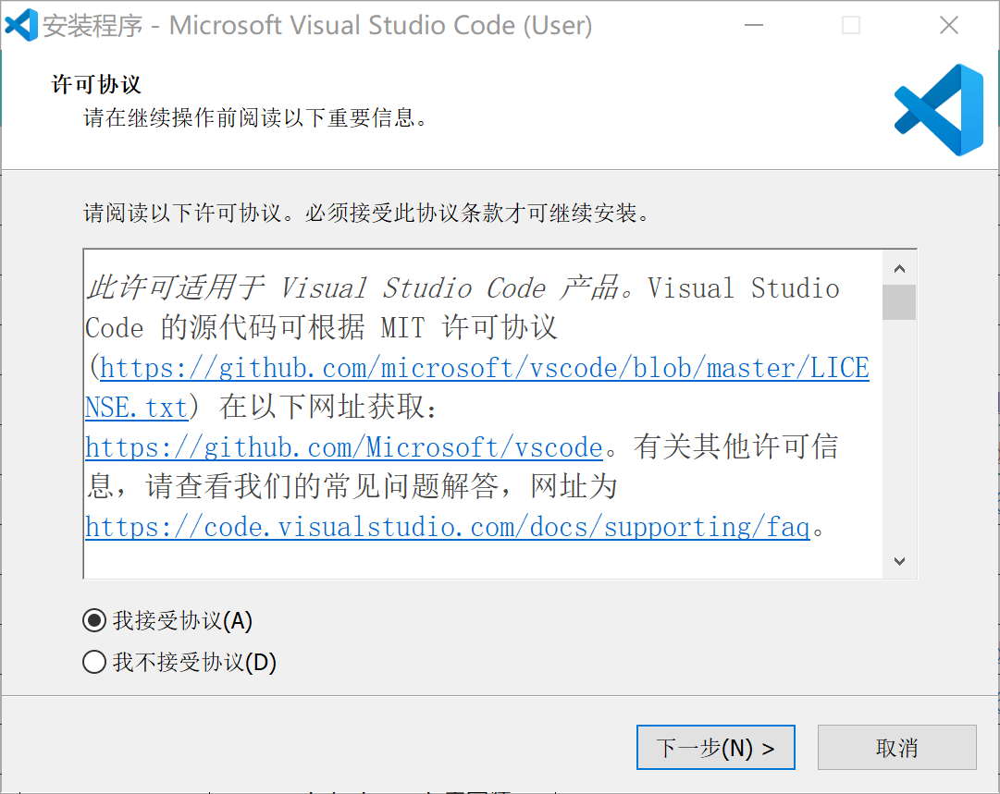 安装程序 - Microsoft Visual Studio Code (User)
许可协议
请在继续操作前阅读以下重要信息。
请阅读以下许可协议。必须接受此协议条款才可继续安装。
此许可适用于 Visual Studio Code 产品。Visual Studio
Code 的源代码可根据 MIT 许可协议
(https://github.com/microsoft/vscode/blob/master/LICE
NSE.txt) 在以下网址获取：
https://github.com/Microsoft/vscode。有关其他许可信
息，请查看我们的常见问题解答，网址为
https://code.visualstudio.com/docs/supporting/faq。
我接受协议(A)
我不接受协议(D)
下一步(N) >
取消